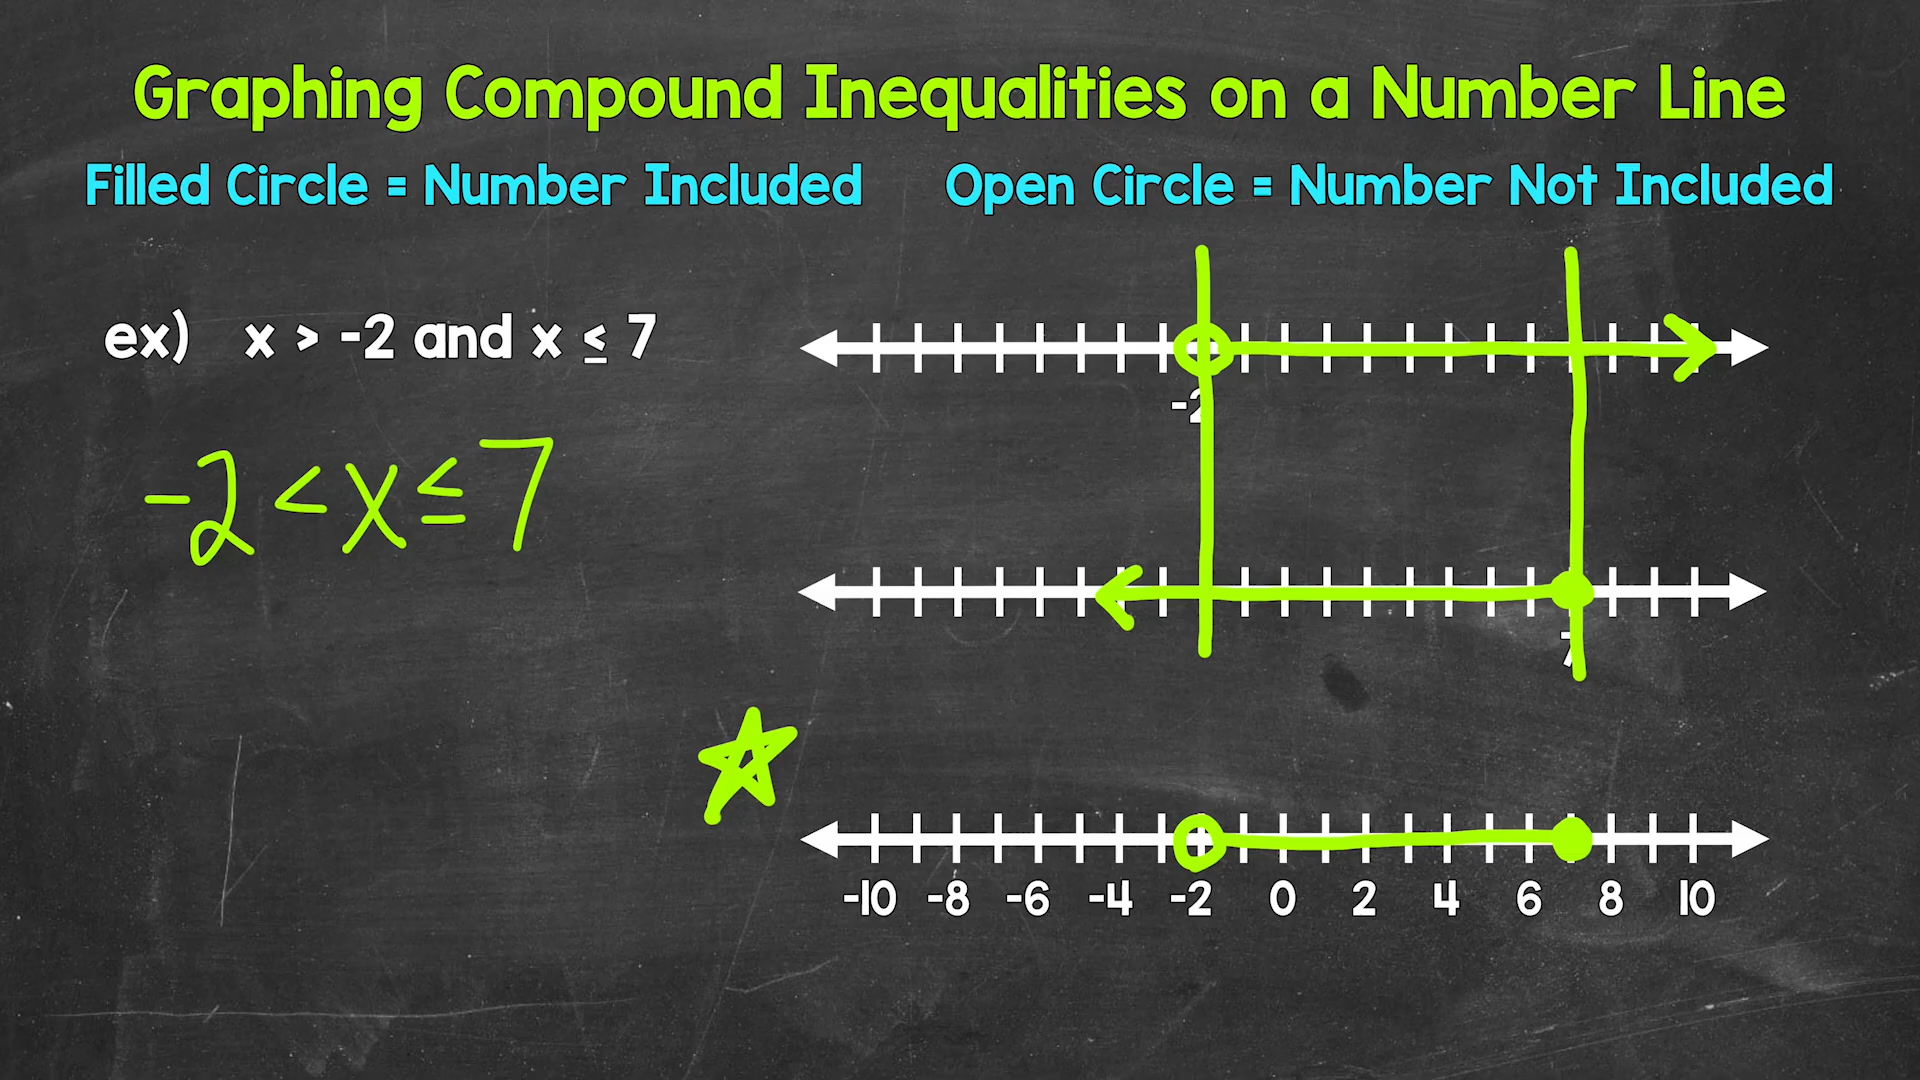 Graphing Compound Inequalities on a Number Line
Filled Circle = Number Included
Open Circle = Number Not Included
ex) x > -2 and x ≤ 7
-2 < x ≤ 7
-2
7
-10 -8 -6 -4 -2 0 2 4 6 8 10